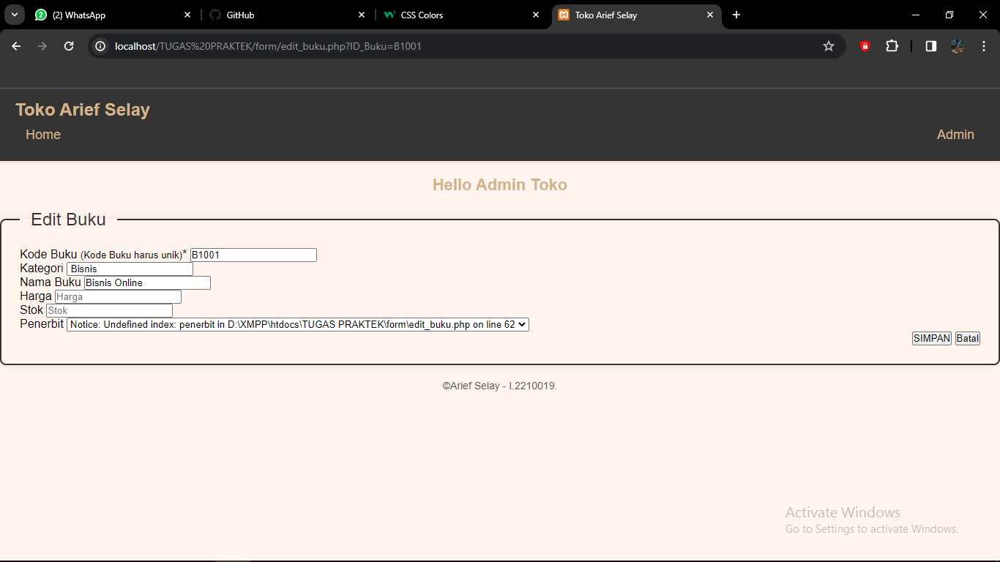 (2) WhatsApp
GitHub
CSS Colors
Toko Arief Selay
localhost/TUGAS%20PRAKTEK/form/edit_buku.php?ID_Buku=B1001
Toko Arief Selay
Home
Admin
Hello Admin Toko
Edit Buku
Kode Buku (Kode Buku harus unik)* B1001
Kategori Bisnis
Nama Buku Bisnis Online
Harga Harga
Stok Stok
Penerbit Notice: Undefined index: penerbit in D:\XMPP\htdocs\TUGAS PRAKTEK\form\edit_buku.php on line 62
SIMPAN Batal
©Arief Selay - I.2210019.
Activate Windows
Go to Settings to activate Windows.